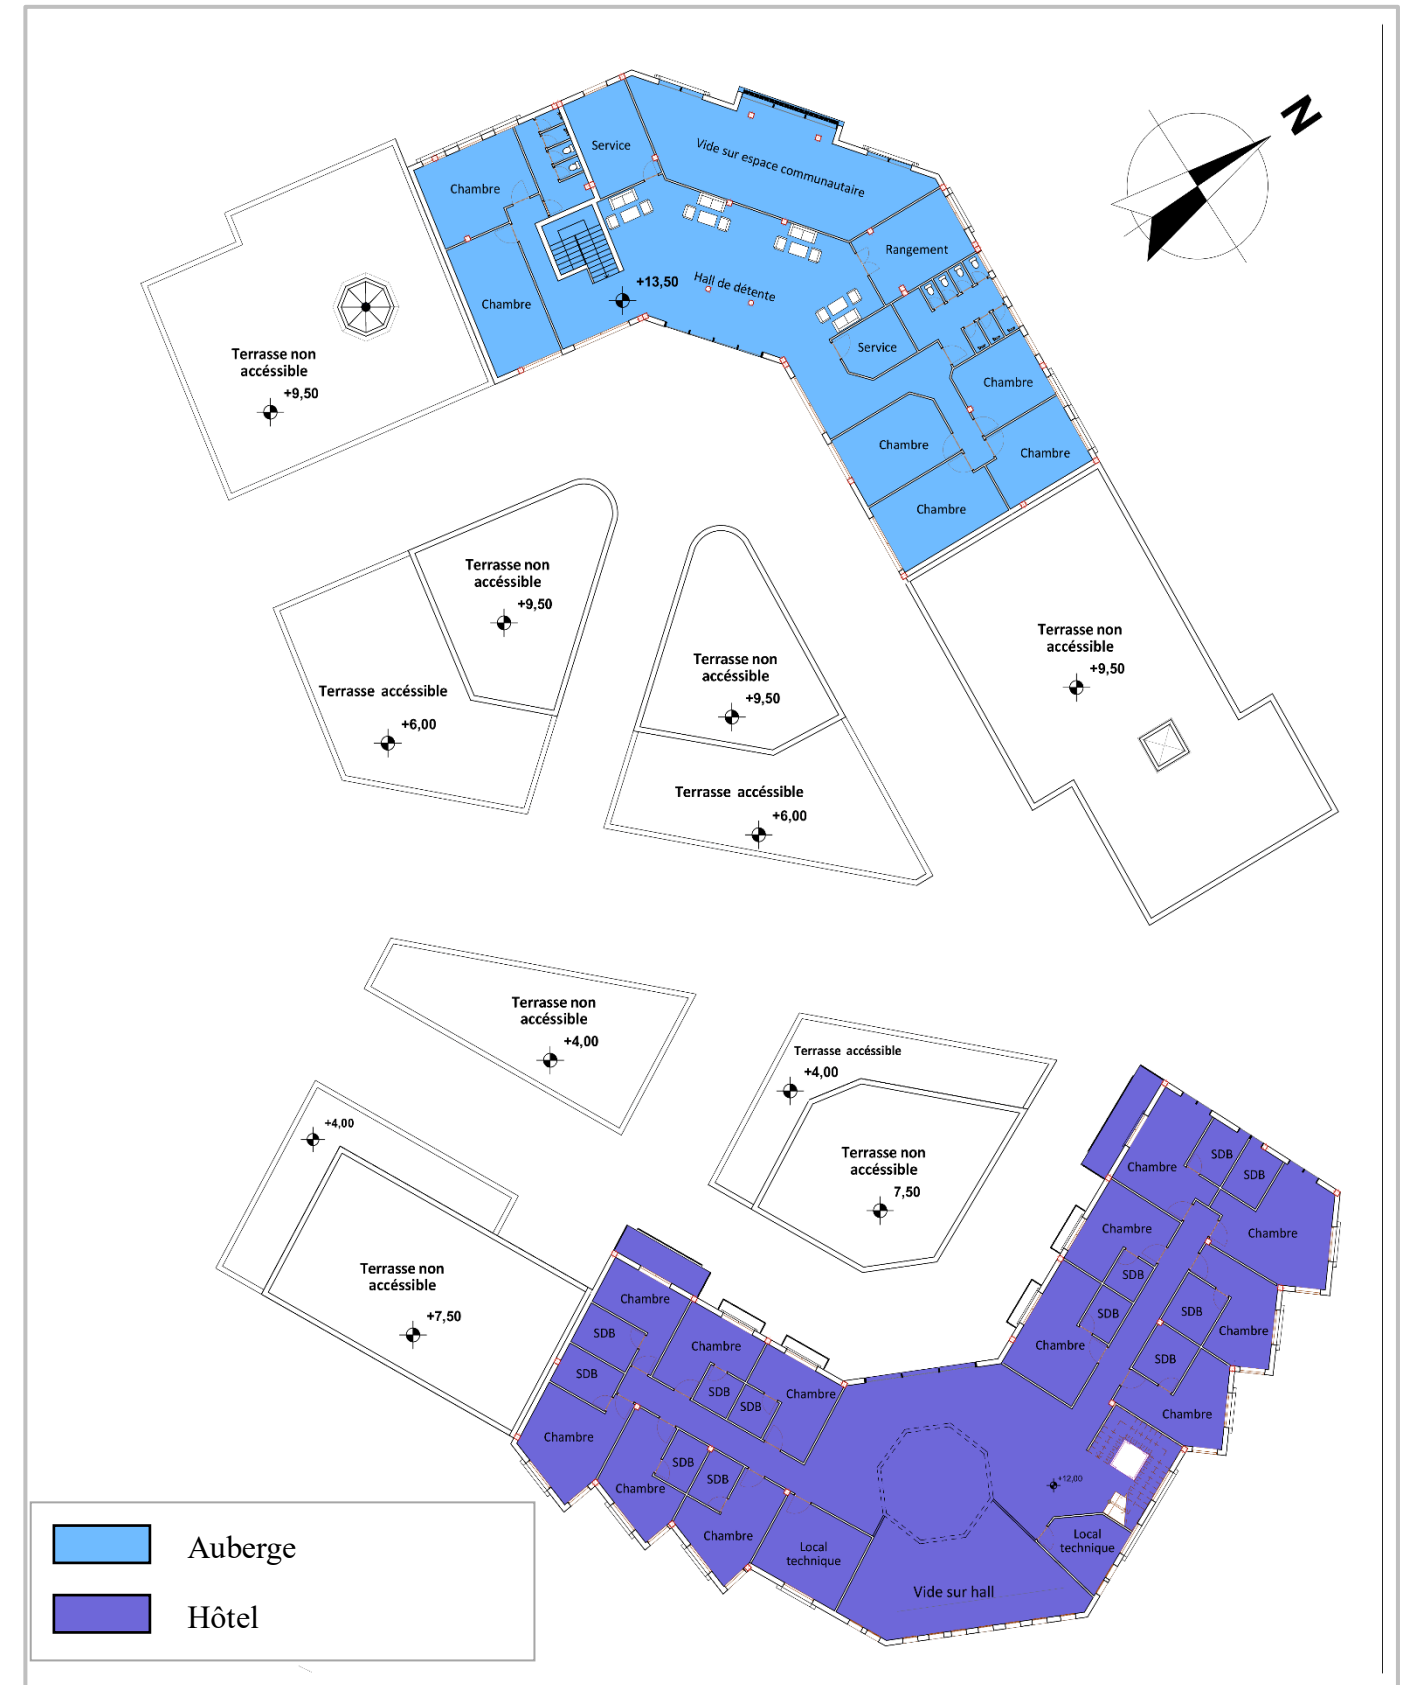 N
Service
Vide sur espace communautaire
Chambre
Rangement
+13,50
Hall de détente
Chambre
Service
Terrasse non
accéssible
+9,50
Chambre
Chambre
Chambre
Chambre
Terrasse non
accéssible
+9,50
Terrasse accéssible
+6,00
Terrasse non
accéssible
+9,50
Terrasse accéssible
+6,00
Terrasse non
accéssible
+9,50
Terrasse non
accéssible
+4,00
Terrasse accéssible
+4,00
+4,00
Terrasse non
accéssible
7,50
Terrasse non
accéssible
+7,50
Chambre
SDB
SDB
Chambre
Chambre
SDB
SDB
Chambre
SDB
Chambre
SDB
Chambre
Chambre
SDB
SDB
Chambre
Chambre
SDB
SDB
Chambre
Chambre
SDB
SDB
Chambre
Chambre
+12,00
Local
technique
Local
technique
Vide sur hall
Auberge
Hôtel